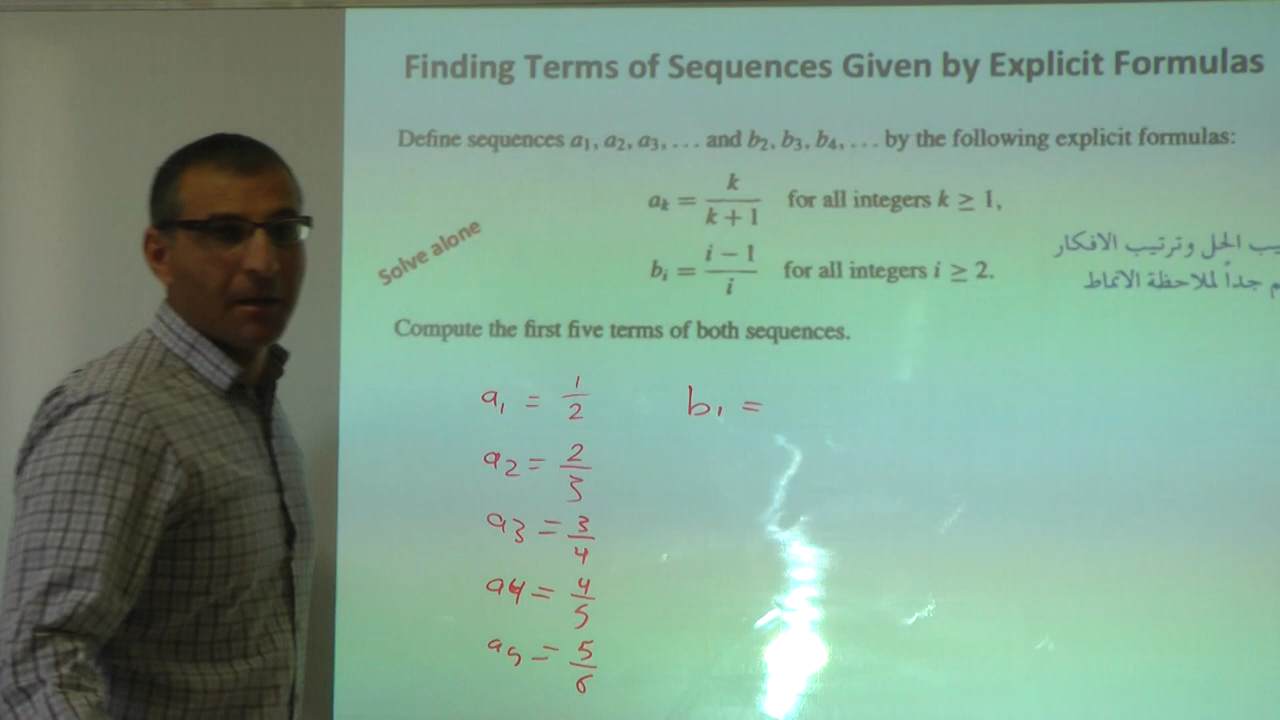 Finding Terms of Sequences Given by Explicit Formulas
Define sequences a₁, a₂, a₃, … and b₂, b₃, b₄, … by the following explicit formulas:
aₖ = k/(k + 1) for all integers k ≥ 1,
Solve alone
bᵢ = (i − 1)/i for all integers i ≥ 2.
الحل وترتيب الافكار
جداً لملاحظة الانماط
Compute the first five terms of both sequences.
a₁ = 1/2 b₁ =
a₂ = 2/3
a₃ = 3/4
a₄ = 4/5
a₅ = 5/6